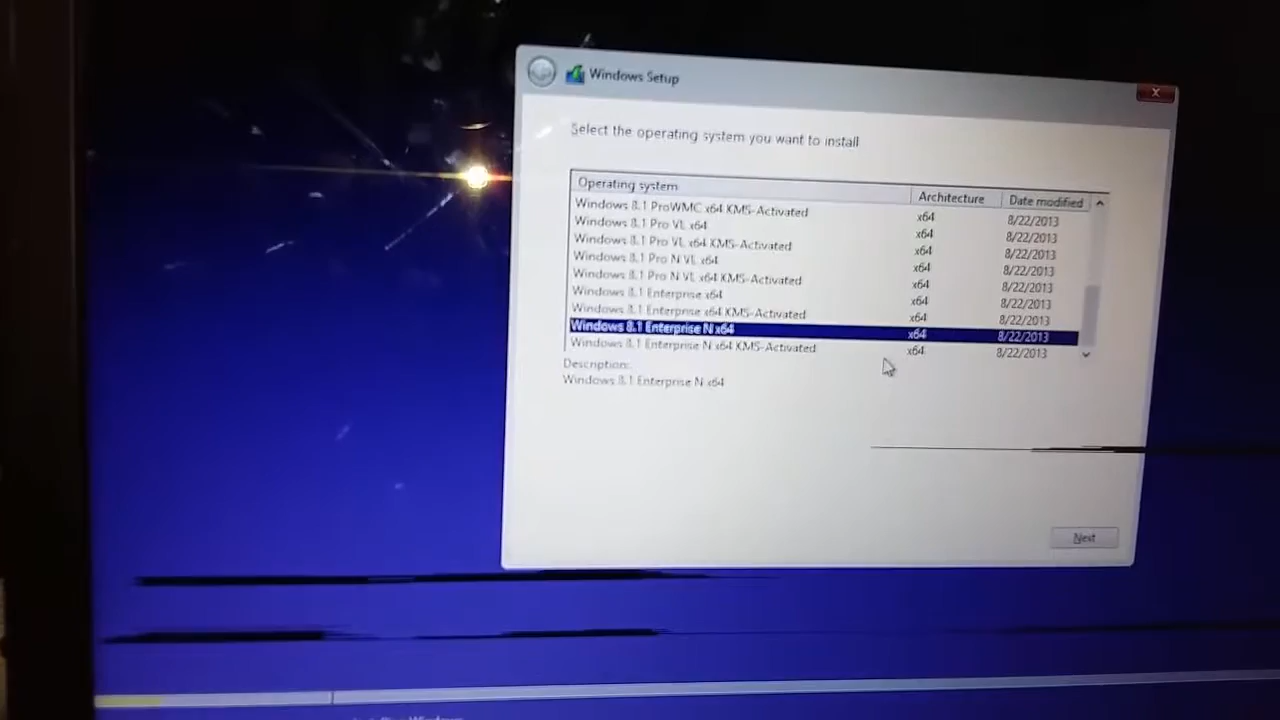 Windows Setup
Select the operating system you want to install
Operating system Architecture Date modified
Windows 8.1 ProWMC x64 KMS-Activated x64 8/22/2013
Windows 8.1 Pro VL x64 x64 8/22/2013
Windows 8.1 Pro VL x64 KMS-Activated x64 8/22/2013
Windows 8.1 Pro N VL x64 x64 8/22/2013
Windows 8.1 Pro N VL x64 KMS-Activated x64 8/22/2013
Windows 8.1 Enterprise x64 x64 8/22/2013
Windows 8.1 Enterprise x64 KMS-Activated x64 8/22/2013
Windows 8.1 Enterprise N x64 x64 8/22/2013
Windows 8.1 Enterprise N x64 KMS-Activated x64 8/22/2013
Description:
Windows 8.1 Enterprise N x64
Next